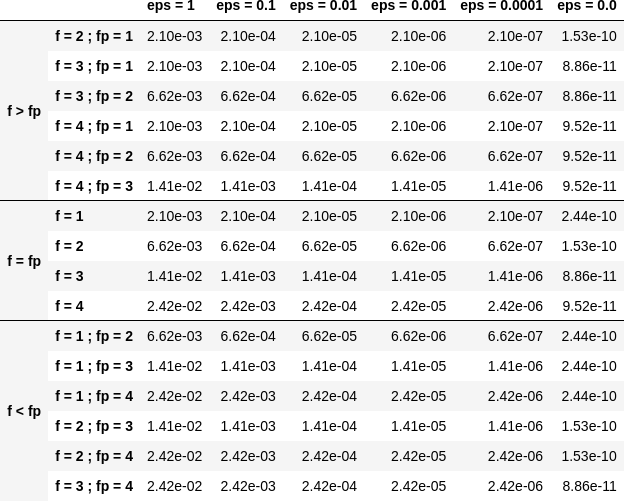 eps = 1 eps = 0.1 eps = 0.01 eps = 0.001 eps = 0.0001 eps = 0.0
f > fp
f = 2 ; fp = 1 2.10e-03 2.10e-04 2.10e-05 2.10e-06 2.10e-07 1.53e-10
f = 3 ; fp = 1 2.10e-03 2.10e-04 2.10e-05 2.10e-06 2.10e-07 8.86e-11
f = 3 ; fp = 2 6.62e-03 6.62e-04 6.62e-05 6.62e-06 6.62e-07 8.86e-11
f = 4 ; fp = 1 2.10e-03 2.10e-04 2.10e-05 2.10e-06 2.10e-07 9.52e-11
f = 4 ; fp = 2 6.62e-03 6.62e-04 6.62e-05 6.62e-06 6.62e-07 9.52e-11
f = 4 ; fp = 3 1.41e-02 1.41e-03 1.41e-04 1.41e-05 1.41e-06 9.52e-11
f = fp
f = 1 2.10e-03 2.10e-04 2.10e-05 2.10e-06 2.10e-07 2.44e-10
f = 2 6.62e-03 6.62e-04 6.62e-05 6.62e-06 6.62e-07 1.53e-10
f = 3 1.41e-02 1.41e-03 1.41e-04 1.41e-05 1.41e-06 8.86e-11
f = 4 2.42e-02 2.42e-03 2.42e-04 2.42e-05 2.42e-06 9.52e-11
f < fp
f = 1 ; fp = 2 6.62e-03 6.62e-04 6.62e-05 6.62e-06 6.62e-07 2.44e-10
f = 1 ; fp = 3 1.41e-02 1.41e-03 1.41e-04 1.41e-05 1.41e-06 2.44e-10
f = 1 ; fp = 4 2.42e-02 2.42e-03 2.42e-04 2.42e-05 2.42e-06 2.44e-10
f = 2 ; fp = 3 1.41e-02 1.41e-03 1.41e-04 1.41e-05 1.41e-06 1.53e-10
f = 2 ; fp = 4 2.42e-02 2.42e-03 2.42e-04 2.42e-05 2.42e-06 1.53e-10
f = 3 ; fp = 4 2.42e-02 2.42e-03 2.42e-04 2.42e-05 2.42e-06 8.86e-11